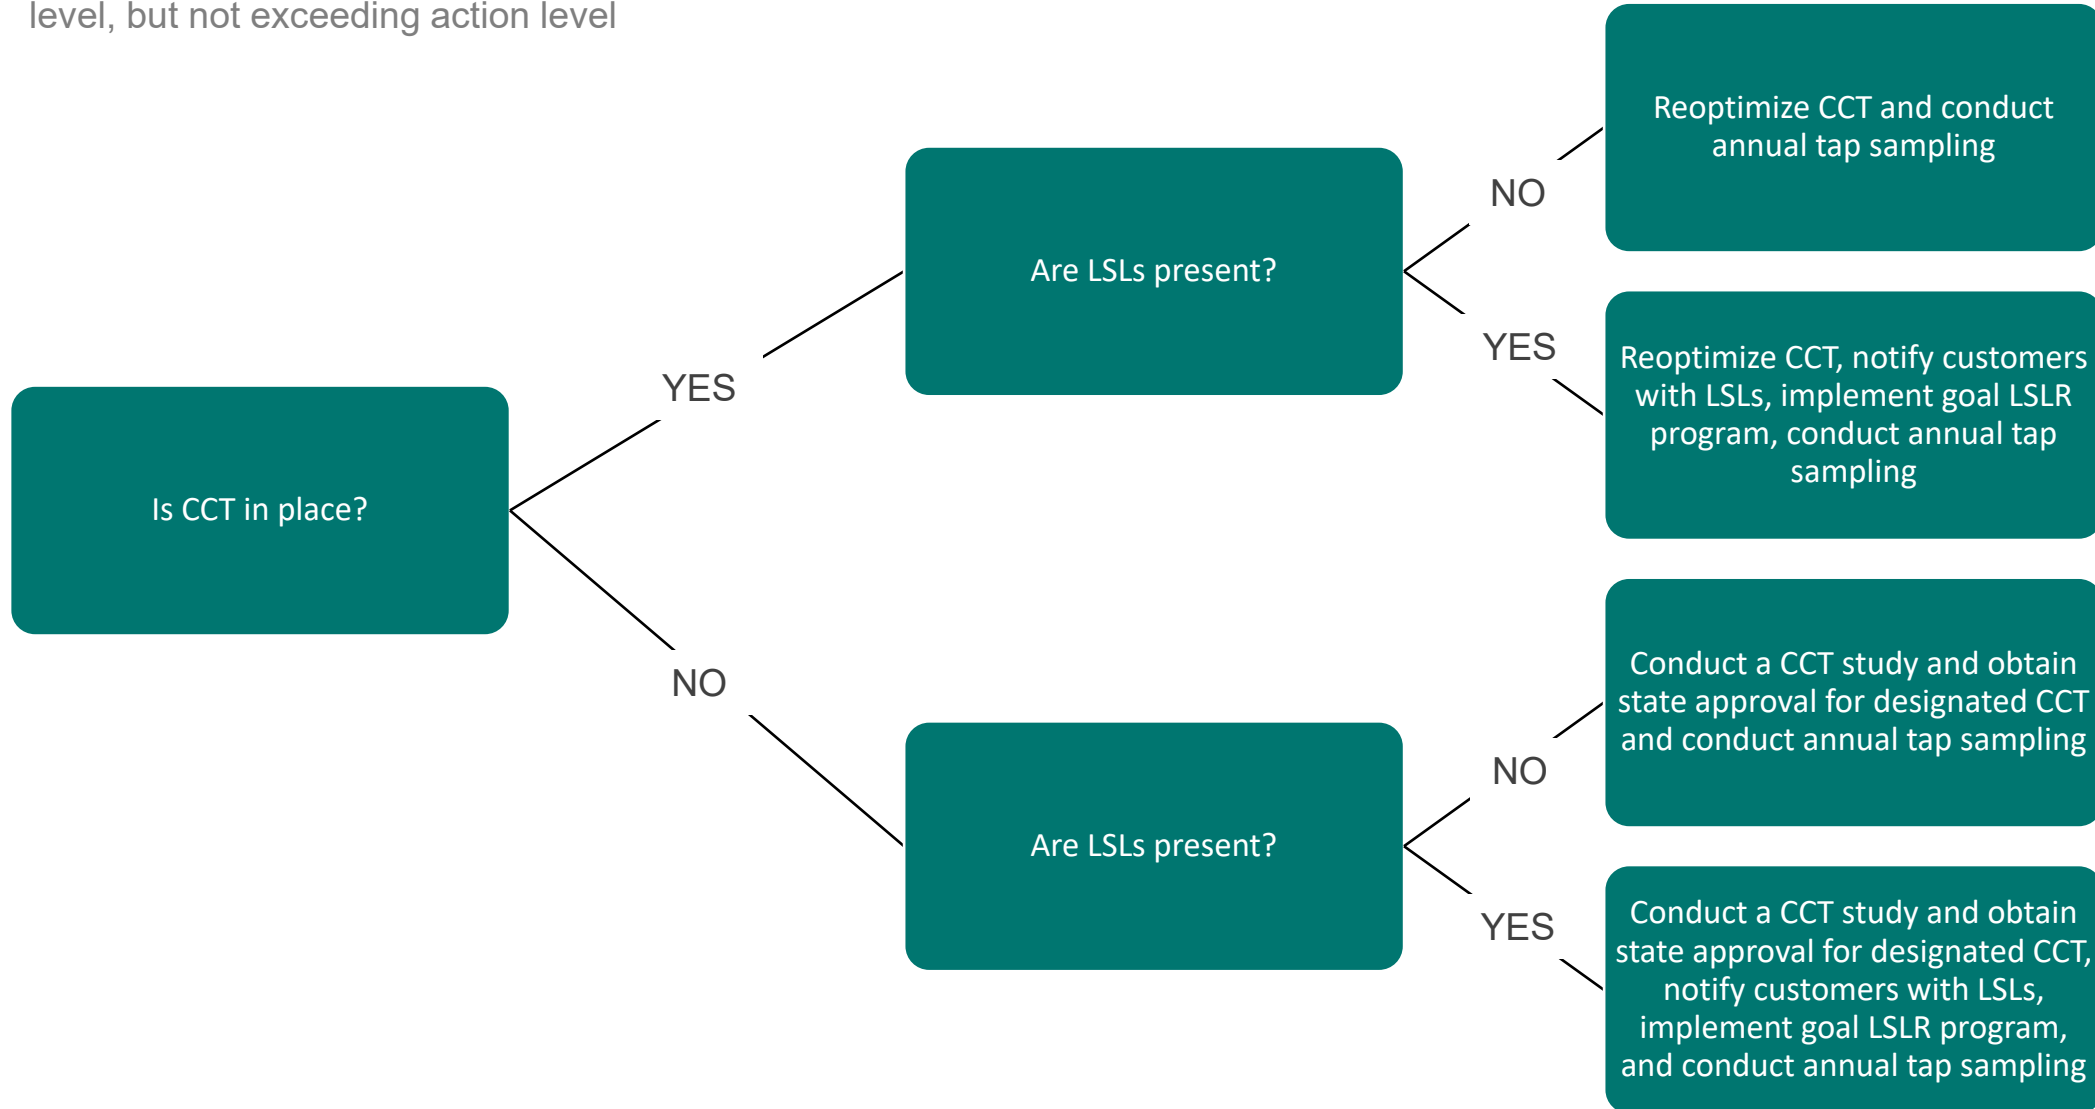 level, but not exceeding action level
Is CCT in place?
YES
NO
Are LSLs present?
NO
YES
Reoptimize CCT and conduct
annual tap sampling
Reoptimize CCT, notify customers
with LSLs, implement goal LSLR
program, conduct annual tap
sampling
Are LSLs present?
NO
YES
Conduct a CCT study and obtain
state approval for designated CCT
and conduct annual tap sampling
Conduct a CCT study and obtain
state approval for designated CCT,
notify customers with LSLs,
implement goal LSLR program,
and conduct annual tap sampling